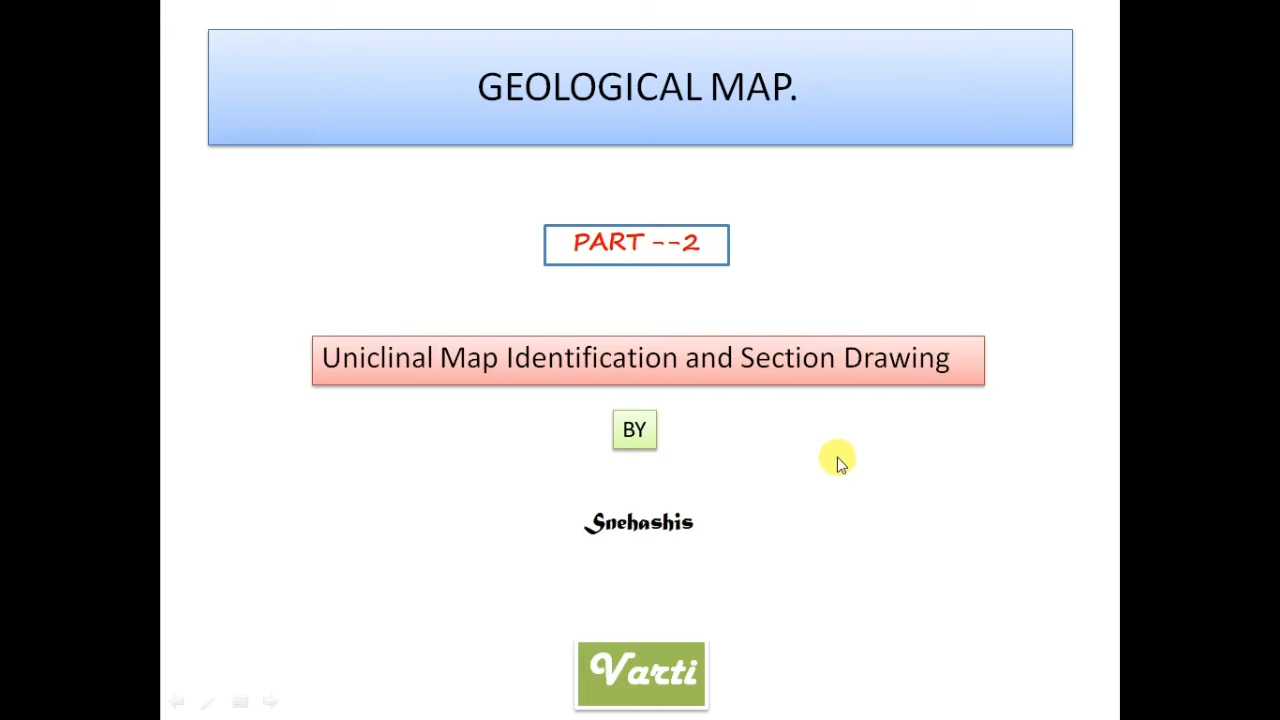 GEOLOGICAL MAP.
PART --2
Uniclinal Map Identification and Section Drawing
BY
Snehashis
Varti